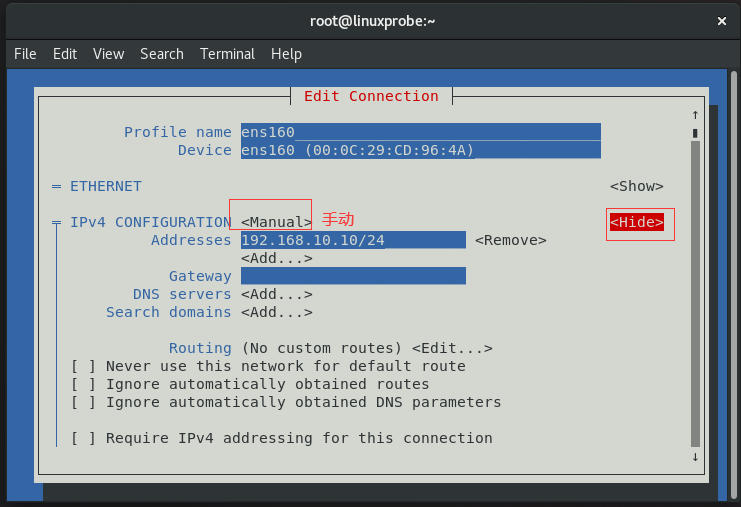 root@linuxprobe:~ ×
File Edit View Search Terminal Help
Edit Connection
Profile name ens160
Device ens160 (00:0C:29:CD:96:4A)
= ETHERNET <Show>
= IPv4 CONFIGURATION <Manual> 手动 <Hide>
Addresses 192.168.10.10/24 <Remove>
<Add...>
Gateway
DNS servers <Add...>
Search domains <Add...>
Routing (No custom routes) <Edit...>
[ ] Never use this network for default route
[ ] Ignore automatically obtained routes
[ ] Ignore automatically obtained DNS parameters
[ ] Require IPv4 addressing for this connection